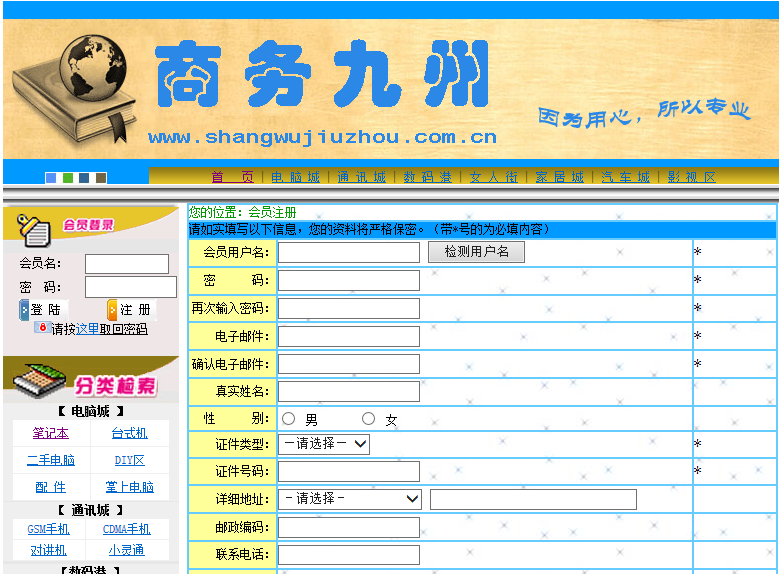 商务九州
www.shangwujiuzhou.com.cn
因为用心，所以专业
首 页 | 电脑城 | 通讯城 | 数码港 | 女人街 | 家居城 | 汽车城 | 影视区
会员登录
会员名：
密 码：
登 陆 注 册
请按这里取回密码
分类检索
【 电脑城 】
笔记本 台式机
二手电脑 DIY区
配 件 掌上电脑
【 通讯城 】
GSM手机 CDMA手机
对讲机 小灵通
【数码港 】
您的位置：会员注册
请如实填写以下信息，您的资料将严格保密。（带*号的为必填内容）
会员用户名： 检测用户名 *
密 码： *
再次输入密码： *
电子邮件： *
确认电子邮件： *
真实姓名：
性 别： 男 女
证件类型： －请选择－ *
证件号码： *
详细地址： －请选择－
邮政编码：
联系电话：